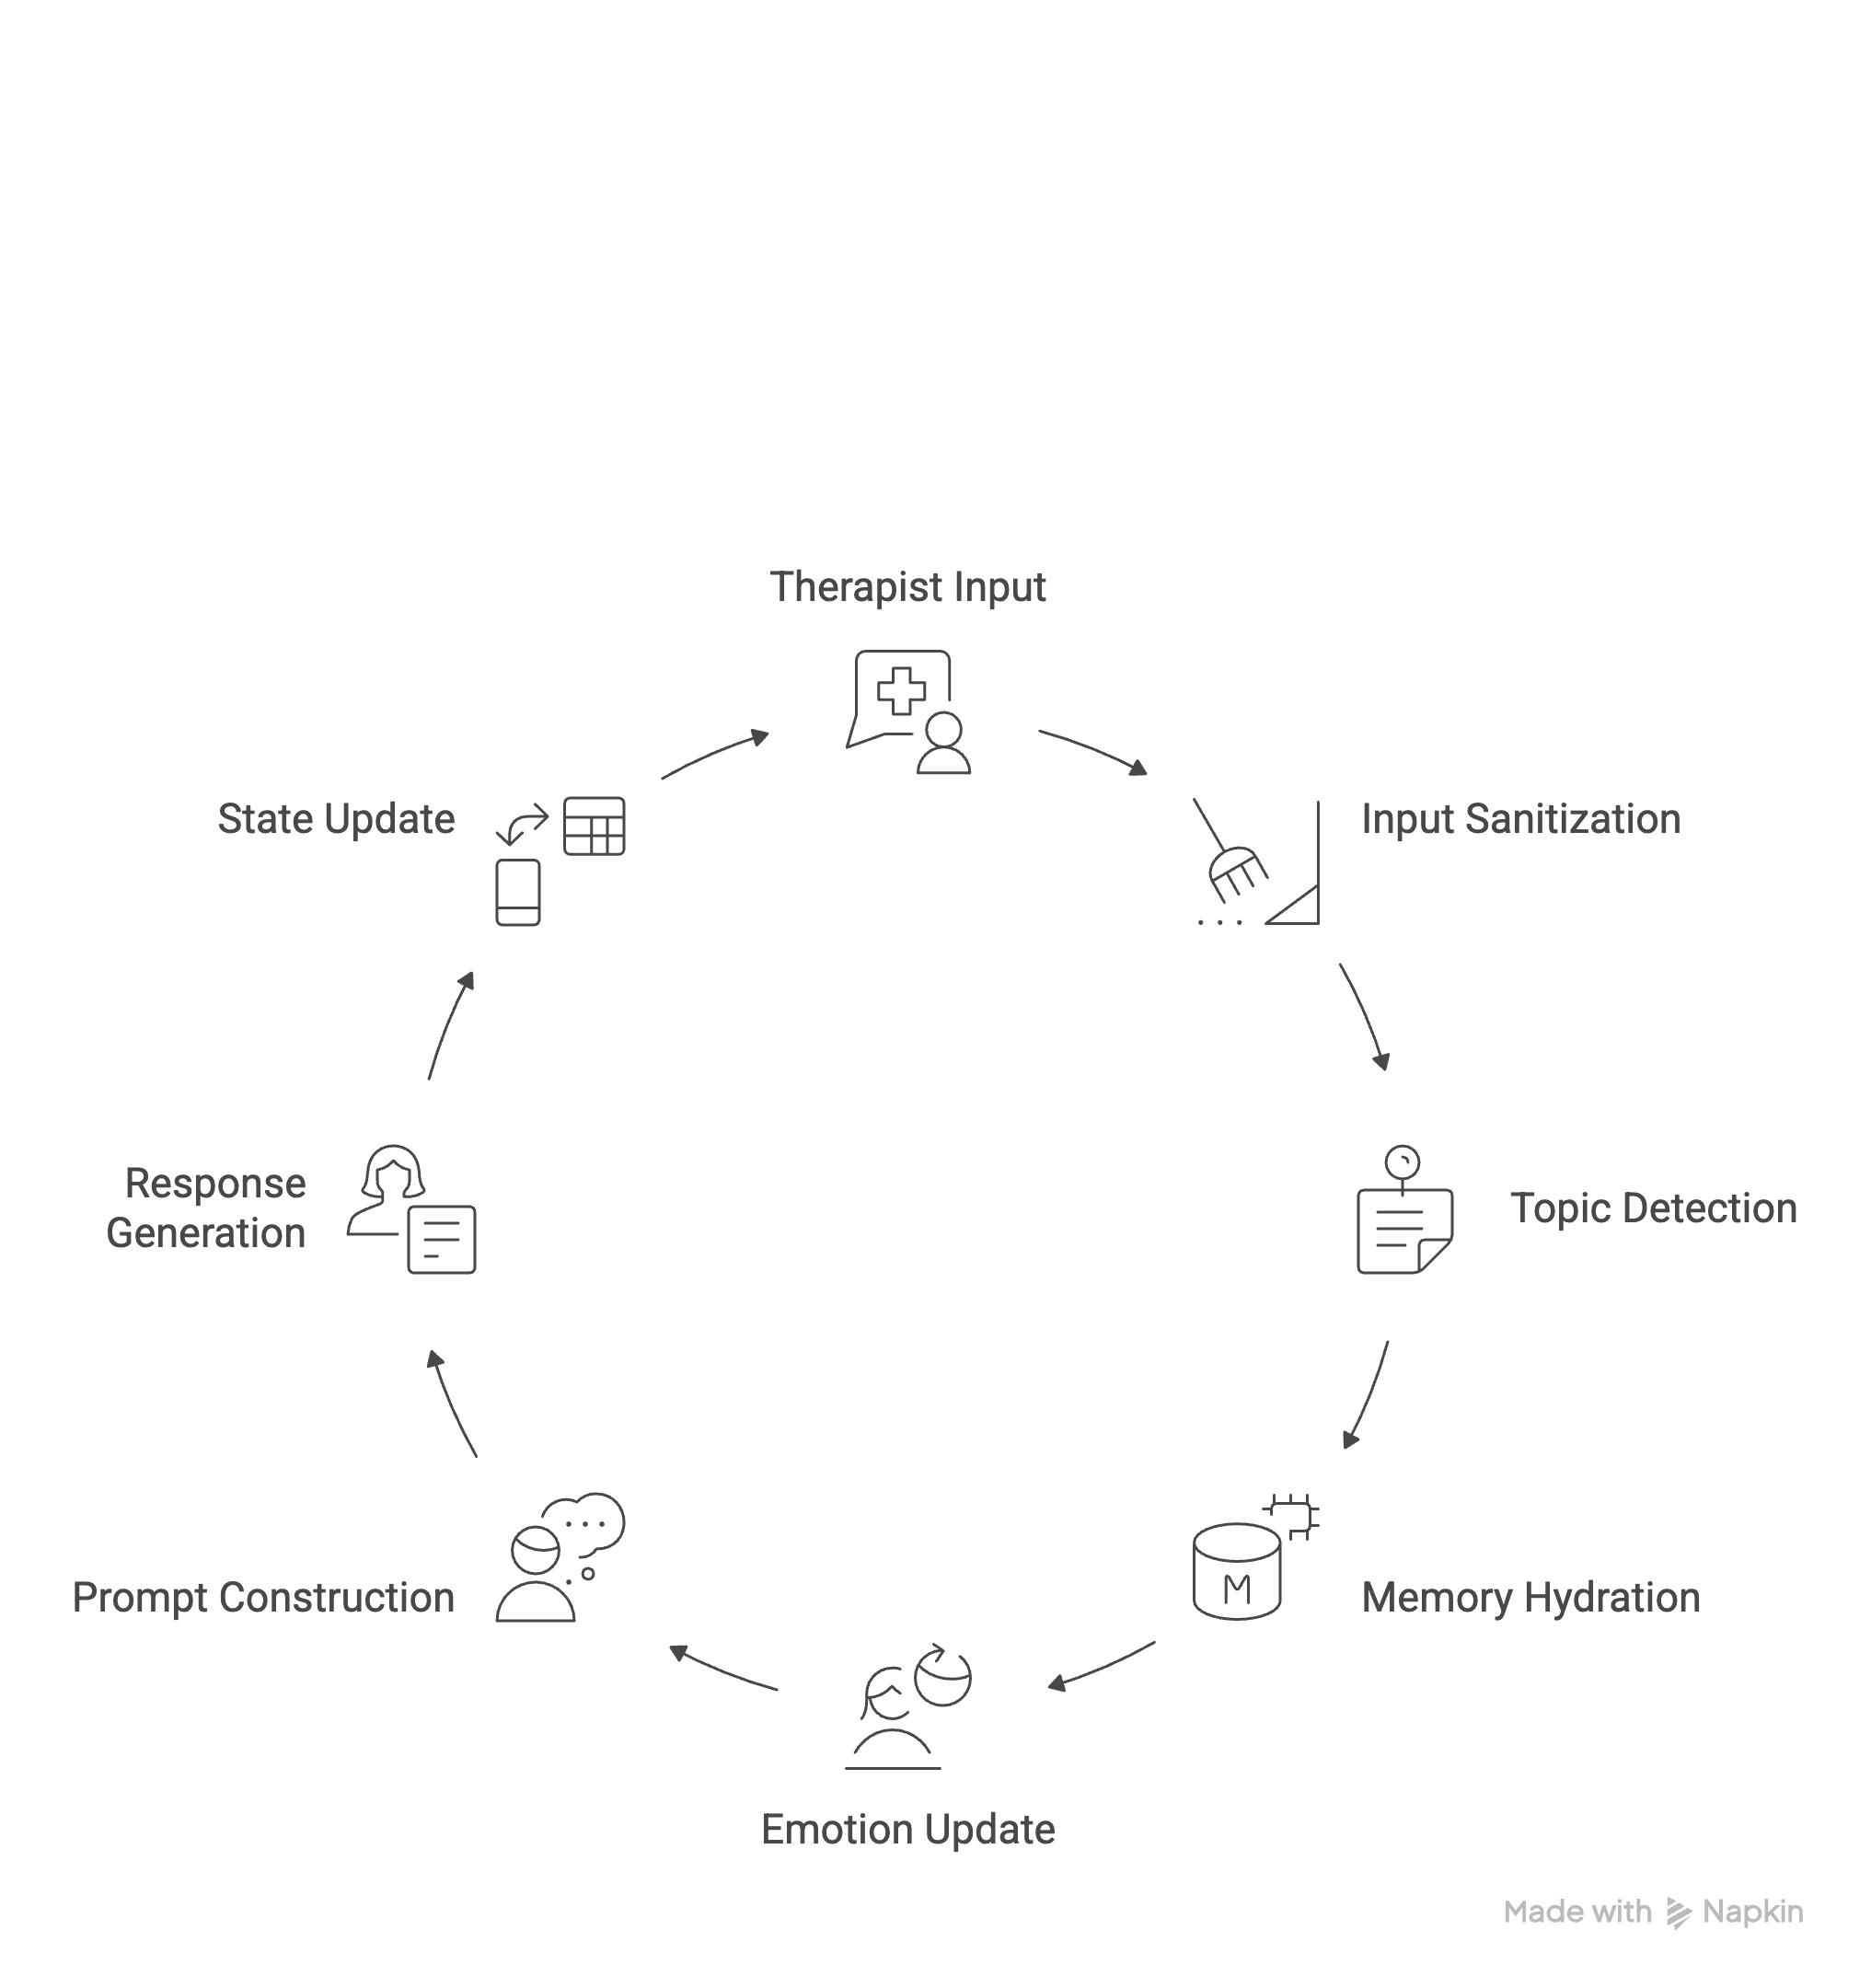 Therapist Input
State Update
Input Sanitization
Response
Generation
Topic Detection
Prompt Construction
M
Memory Hydration
Emotion Update
Made with Napkin